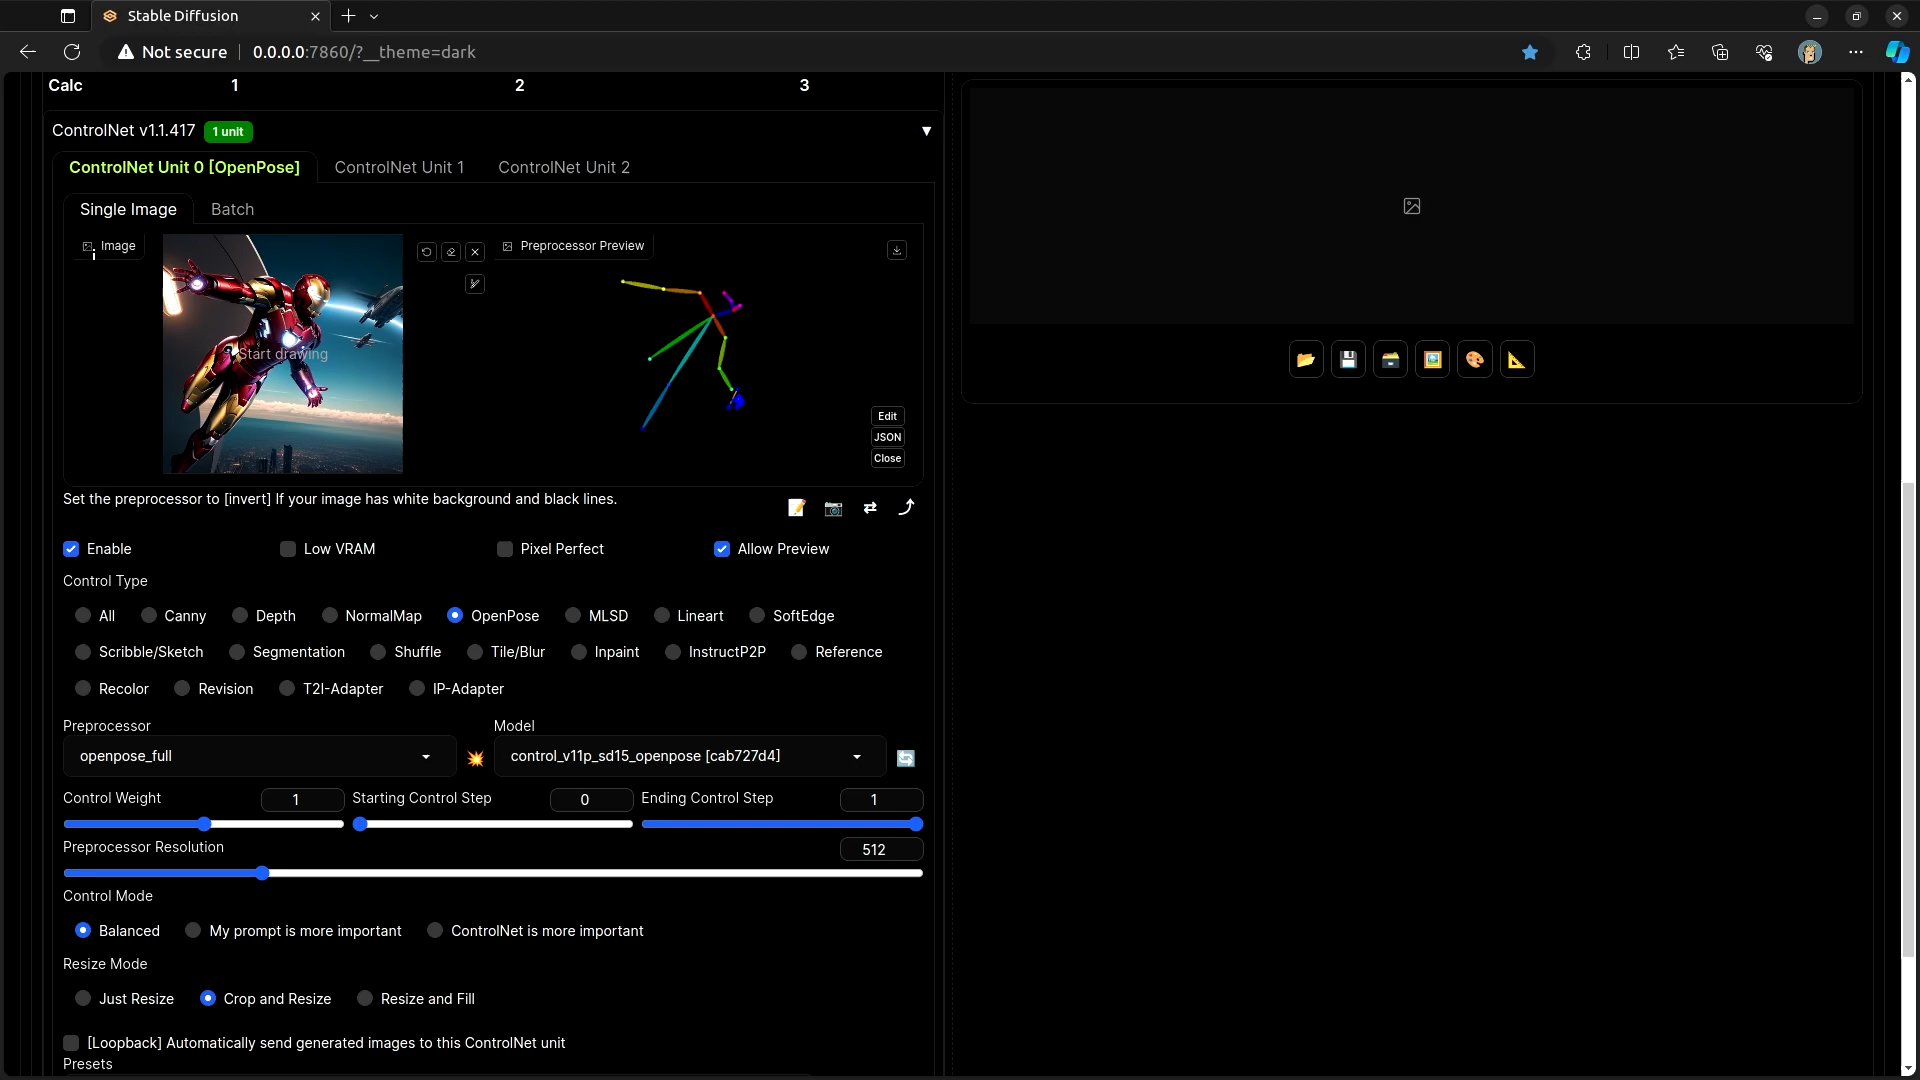 Stable Diffusion
Not secure 0.0.0.0:7860/?__theme=dark
Calc 1 2 3
ControlNet v1.1.417 1 unit
ControlNet Unit 0 [OpenPose] ControlNet Unit 1 ControlNet Unit 2
Single Image Batch
Image Preprocessor Preview
Start drawing
Edit
JSON
Close
Set the preprocessor to [invert] If your image has white background and black lines.
Enable Low VRAM Pixel Perfect Allow Preview
Control Type
All Canny Depth NormalMap OpenPose MLSD Lineart SoftEdge
Scribble/Sketch Segmentation Shuffle Tile/Blur Inpaint InstructP2P Reference
Recolor Revision T2I-Adapter IP-Adapter
Preprocessor Model
openpose_full control_v11p_sd15_openpose [cab727d4]
Control Weight 1 Starting Control Step 0 Ending Control Step 1
Preprocessor Resolution 512
Control Mode
Balanced My prompt is more important ControlNet is more important
Resize Mode
Just Resize Crop and Resize Resize and Fill
[Loopback] Automatically send generated images to this ControlNet unit
Presets